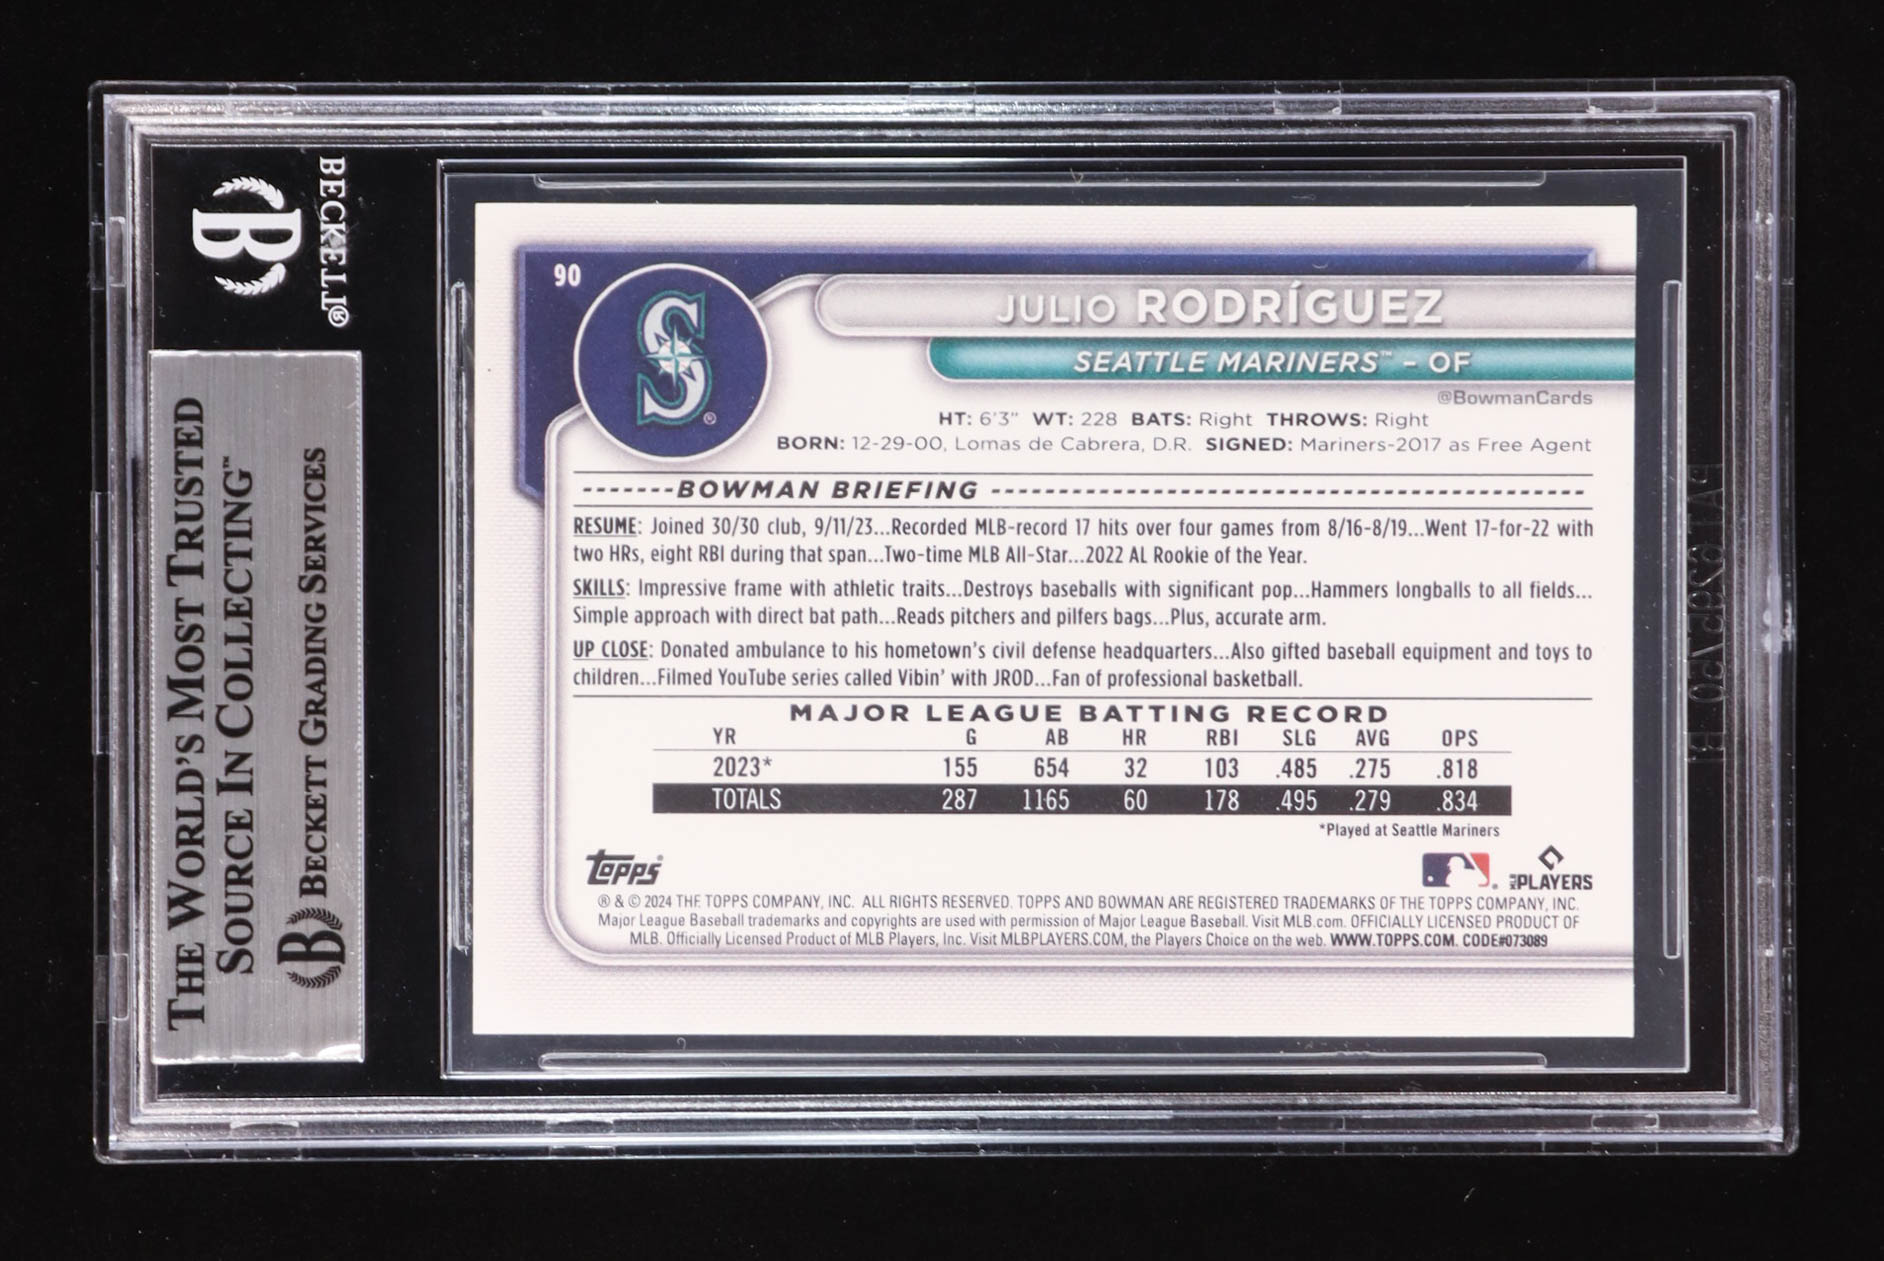 BECKETT®
THE WORLD'S MOST TRUSTED
SOURCE IN COLLECTING™
BECKETT GRADING SERVICES
90
JULIO RODRÍGUEZ
SEATTLE MARINERS™ - OF
@BowmanCards
HT: 6'3" WT: 228 BATS: Right THROWS: Right
BORN: 12-29-00, Lomas de Cabrera, D.R. SIGNED: Mariners-2017 as Free Agent
BOWMAN BRIEFING
RESUME: Joined 30/30 club, 9/11/23...Recorded MLB-record 17 hits over four games from 8/16-8/19...Went 17-for-22 with
two HRs, eight RBI during that span...Two-time MLB All-Star...2022 AL Rookie of the Year.
SKILLS: Impressive frame with athletic traits...Destroys baseballs with significant pop...Hammers longballs to all fields...
Simple approach with direct bat path...Reads pitchers and pilfers bags...Plus, accurate arm.
UP CLOSE: Donated ambulance to his hometown's civil defense headquarters...Also gifted baseball equipment and toys to
children...Filmed YouTube series called Vibin' with JROD...Fan of professional basketball.
MAJOR LEAGUE BATTING RECORD
YR G AB HR RBI SLG AVG OPS
2023* 155 654 32 103 .485 .275 .818
TOTALS 287 1165 60 178 .495 .279 .834
*Played at Seattle Mariners
Topps
MLB PLAYERS
® & © 2024 THE TOPPS COMPANY, INC. ALL RIGHTS RESERVED. TOPPS AND BOWMAN ARE REGISTERED TRADEMARKS OF THE TOPPS COMPANY, INC.
Major League Baseball trademarks and copyrights are used with permission of Major League Baseball. Visit MLB.com. OFFICIALLY LICENSED PRODUCT OF
MLB. Officially Licensed Product of MLB Players, Inc. Visit MLBPLAYERS.COM, the Players Choice on the web. WWW.TOPPS.COM. CODE#073089